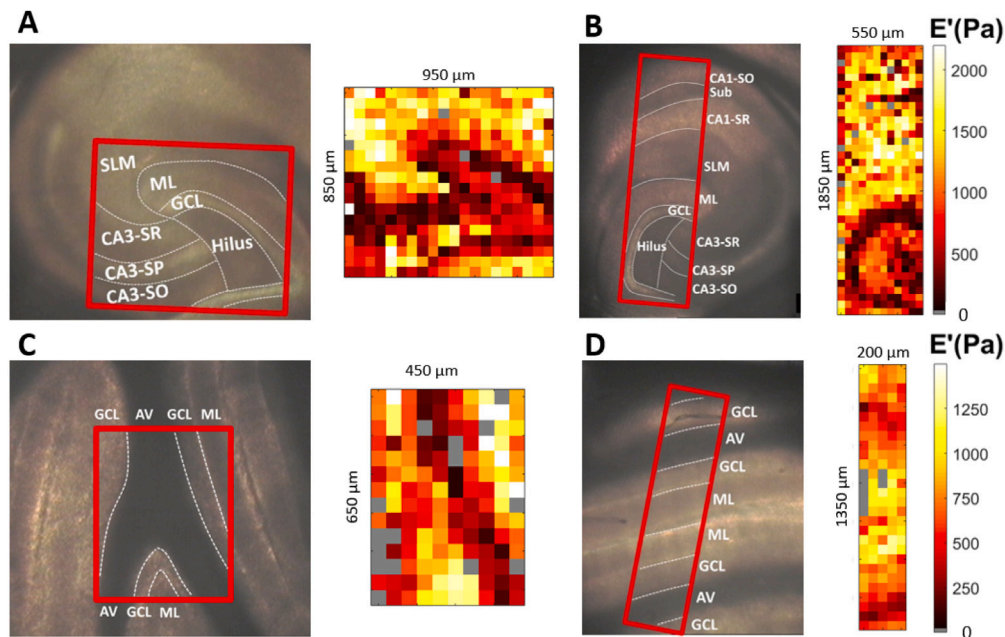 A
SLM
ML
GCL
CA3-SR
Hilus
CA3-SP
CA3-SO
950 µm
850 µm
B
CA1-SO
Sub
CA1-SR
SLM
ML
GCL
Hilus
CA3-SR
CA3-SP
CA3-SO
550 µm
1850 µm
E'(Pa)
2000
1500
1000
500
0
C
GCL AV GCL ML
AV GCL ML
450 µm
650 µm
D
GCL
AV
GCL
ML
ML
GCL
AV
GCL
200 µm
1350 µm
E'(Pa)
1250
1000
750
500
250
0